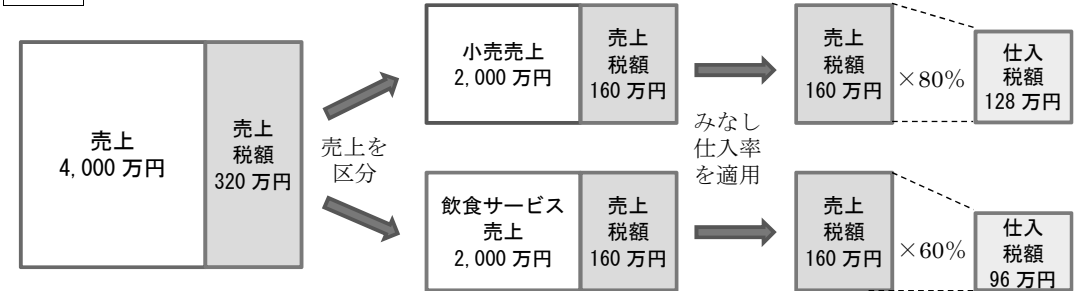 売上
4,000 万円
売上
税額
320 万円
売上を
区分
小売売上
2,000 万円
売上
税額
160 万円
飲食サービス
売上
2,000 万円
売上
税額
160 万円
みなし
仕入率
を適用
売上
税額
160 万円
×80%
仕入
税額
128 万円
売上
税額
160 万円
×60%
仕入
税額
96 万円